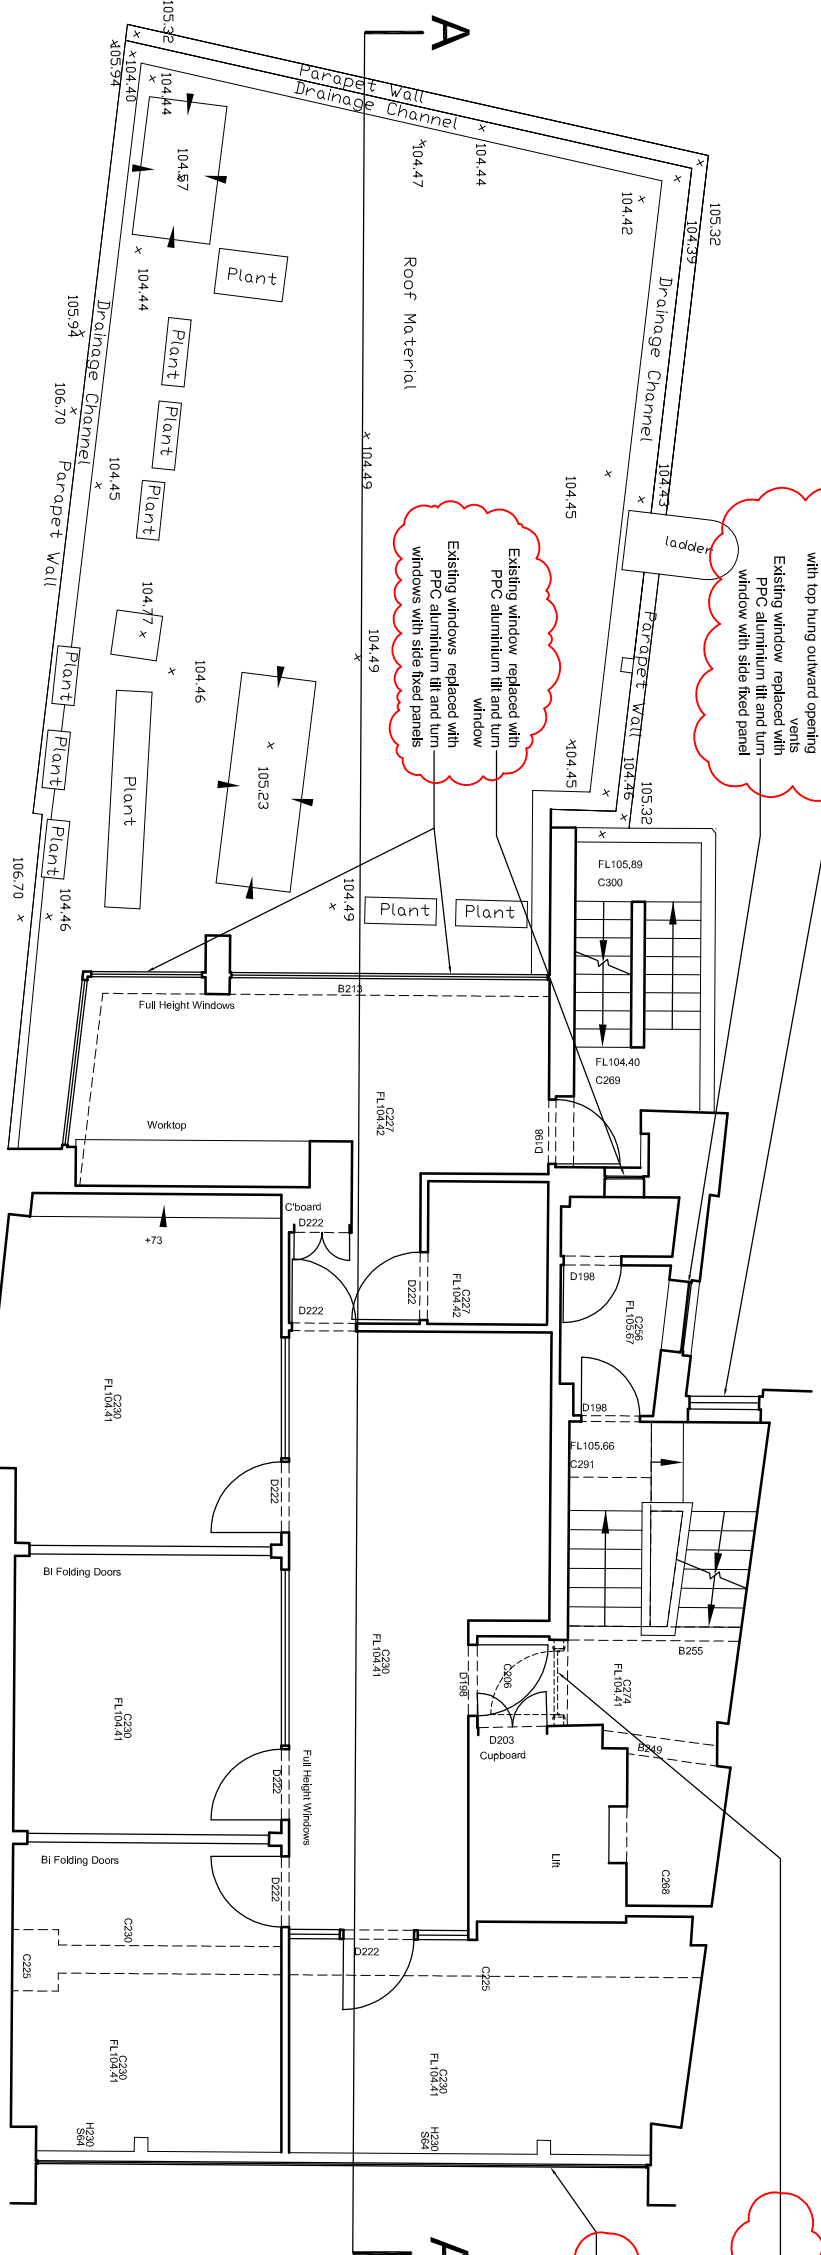 A
105.32
105.94
104.40
104.44
Parapet Wall
Drainage Channel
104.47
104.44
104.42
105.32
104.39
104.57
Plant
104.44
105.94
Drainage Channel
106.70
Parapet Wall
104.45
Plant
Plant
Plant
Roof Material
104.49
104.45
Drainage Channel
104.43
ladder
Parapet Wall
with top hung outward opening
vents
Existing window replaced with
PPC aluminium tilt and turn
window with side fixed panel
Existing window replaced with
PPC aluminium tilt and turn
window
Existing windows replaced with
PPC aluminium tilt and turn
windows with side fixed panels
104.77
104.46
104.49
Plant
Plant
Plant
Plant
105.23
104.45
104.46
105.32
106.70
104.46
104.49
Plant
Plant
FL105.89
C300
FL104.40
C269
B213
Full Height Windows
Worktop
C227
FL104.42
D198
C'board
D222
D222
D222
C227
FL104.42
+73
D198
C256
FL105.67
D198
FL105.66
C291
C230
FL104.41
D222
BI Folding Doors
C230
FL104.41
D198
C206
C274
FL104.41
B255
B249
D203
Cupboard
C230
FL104.41
D222
Full Height Windows
Lift
C268
Bi Folding Doors
D222
C230
C225
D222
C225
C230
FL104.41
C230
FL104.41
H230
S64
H230
S64
A